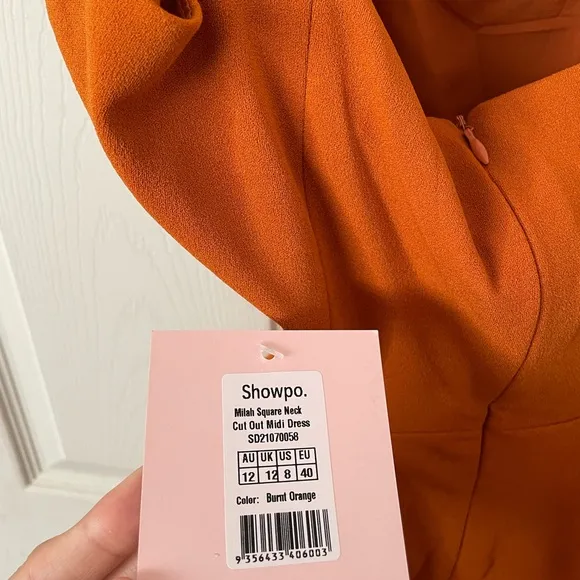 Showpo.
Milah Square Neck
Cut Out Midi Dress
SD21070058
AU UK US EU
12 12 8 40
Color: Burnt Orange
9 356433 406003